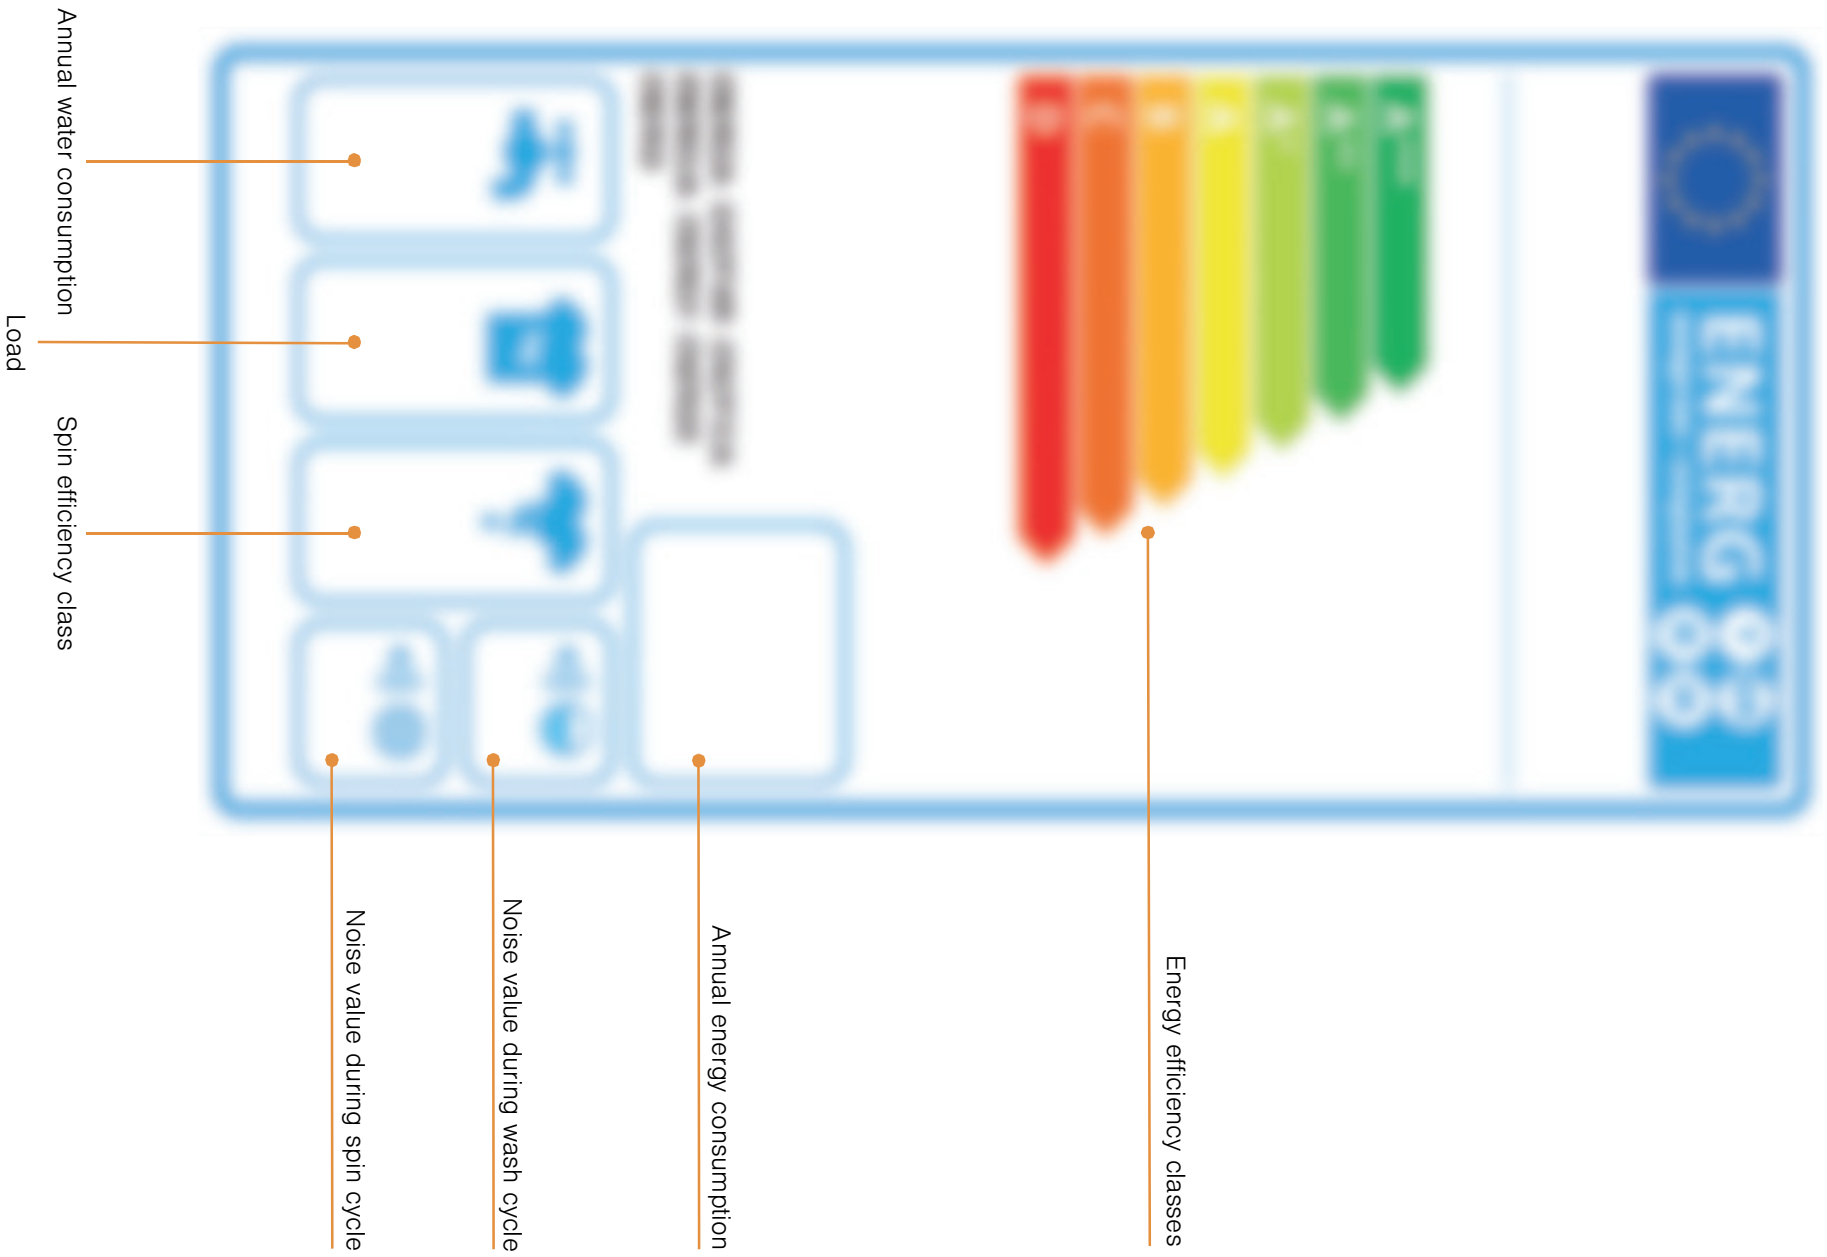 ENERG
A
A
A
A
B
C
D
Energy efficiency classes
Annual energy consumption
Noise value during wash cycle
Noise value during spin cycle
Annual water consumption
Load
Spin efficiency class